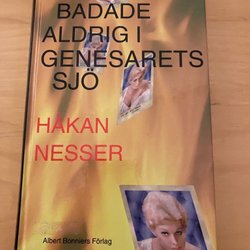 BADADE
ALDRIG I
GENESARETS
SJÖ
HÅKAN
NESSER
Albert Bonniers Förlag